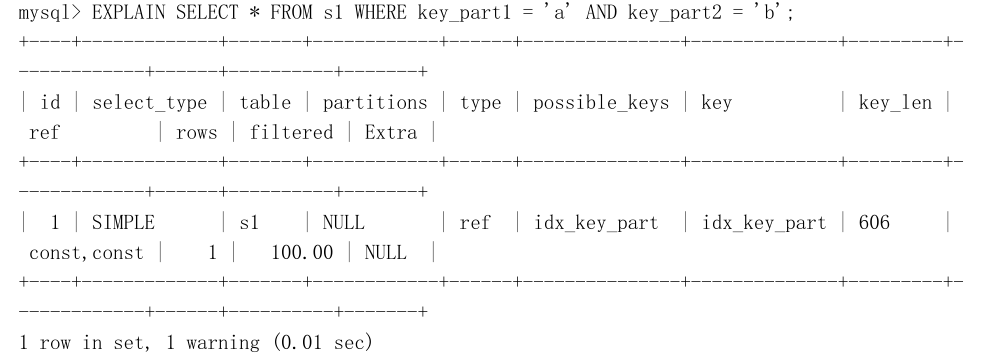 mysql> EXPLAIN SELECT * FROM s1 WHERE key_part1 = 'a' AND key_part2 = 'b';
+----+-------------+-------+------------+------+---------------+--------------+---------+-
------------+------+----------+-------+
| id | select_type | table | partitions | type | possible_keys | key          | key_len |
 ref         | rows | filtered | Extra |
+----+-------------+-------+------------+------+---------------+--------------+---------+-
------------+------+----------+-------+
|  1 | SIMPLE      | s1    | NULL       | ref  | idx_key_part  | idx_key_part | 606     |
 const,const |    1 |   100.00 | NULL  |
+----+-------------+-------+------------+------+---------------+--------------+---------+-
------------+------+----------+-------+
1 row in set, 1 warning (0.01 sec)